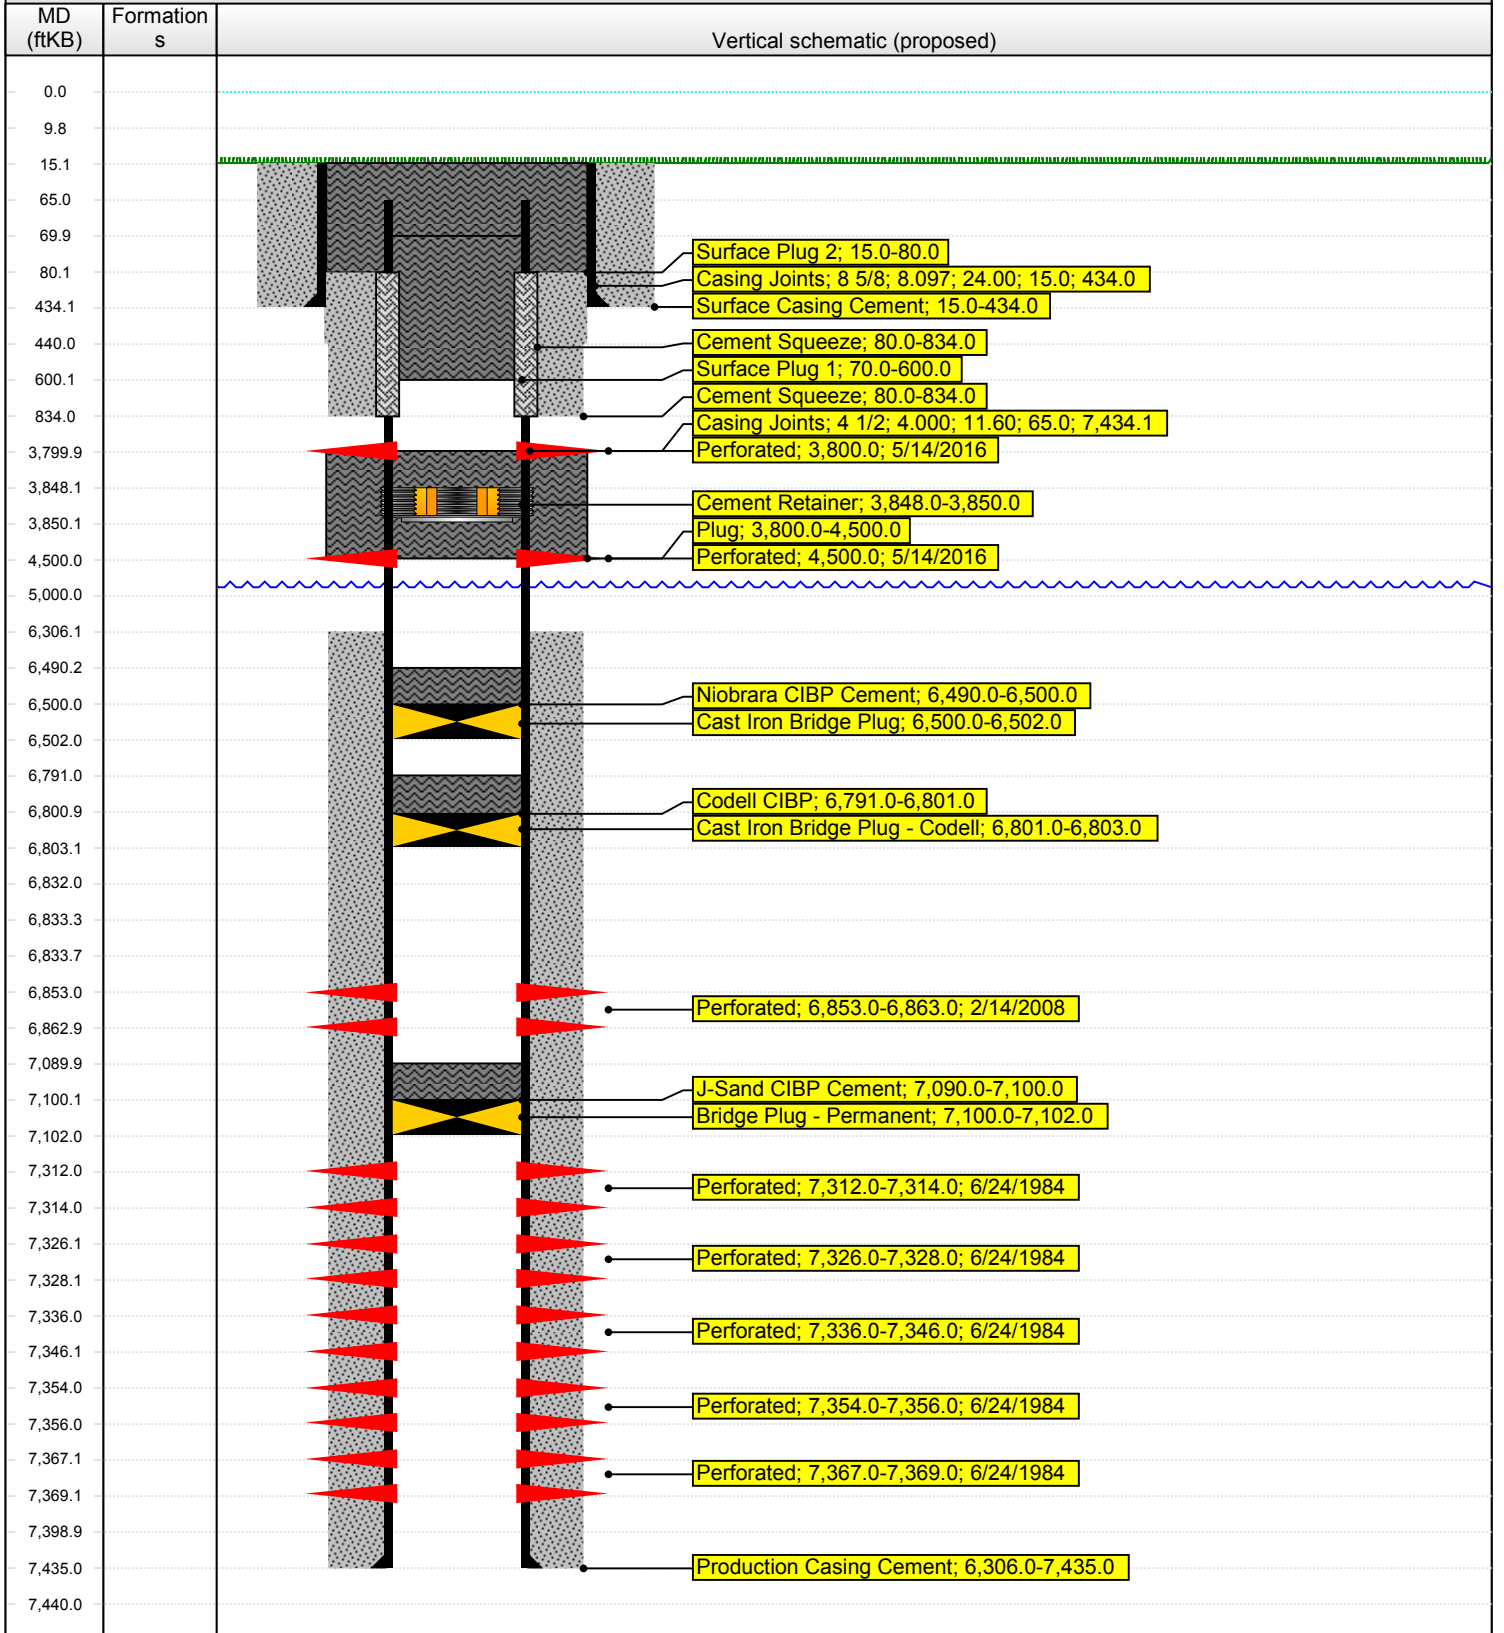 MD
(ftKB)
Formation
s
Vertical schematic (proposed)
0.0
9.8
15.1
65.0
69.9
80.1
434.1
440.0
600.1
834.0
3,799.9
3,848.1
3,850.1
4,500.0
5,000.0
6,306.1
6,490.2
6,500.0
6,502.0
6,791.0
6,800.9
6,803.1
6,832.0
6,833.3
6,833.7
6,853.0
6,862.9
7,089.9
7,100.1
7,102.0
7,312.0
7,314.0
7,326.1
7,328.1
7,336.0
7,346.1
7,354.0
7,356.0
7,367.1
7,369.1
7,398.9
7,435.0
7,440.0
Surface Plug 2; 15.0-80.0
Casing Joints; 8 5/8; 8.097; 24.00; 15.0; 434.0
Surface Casing Cement; 15.0-434.0
Cement Squeeze; 80.0-834.0
Surface Plug 1; 70.0-600.0
Cement Squeeze; 80.0-834.0
Casing Joints; 4 1/2; 4.000; 11.60; 65.0; 7,434.1
Perforated; 3,800.0; 5/14/2016
Cement Retainer; 3,848.0-3,850.0
Plug; 3,800.0-4,500.0
Perforated; 4,500.0; 5/14/2016
Niobrara CIBP Cement; 6,490.0-6,500.0
Cast Iron Bridge Plug; 6,500.0-6,502.0
Codell CIBP; 6,791.0-6,801.0
Cast Iron Bridge Plug - Codell; 6,801.0-6,803.0
Perforated; 6,853.0-6,863.0; 2/14/2008
J-Sand CIBP Cement; 7,090.0-7,100.0
Bridge Plug - Permanent; 7,100.0-7,102.0
Perforated; 7,312.0-7,314.0; 6/24/1984
Perforated; 7,326.0-7,328.0; 6/24/1984
Perforated; 7,336.0-7,346.0; 6/24/1984
Perforated; 7,354.0-7,356.0; 6/24/1984
Perforated; 7,367.0-7,369.0; 6/24/1984
Production Casing Cement; 6,306.0-7,435.0